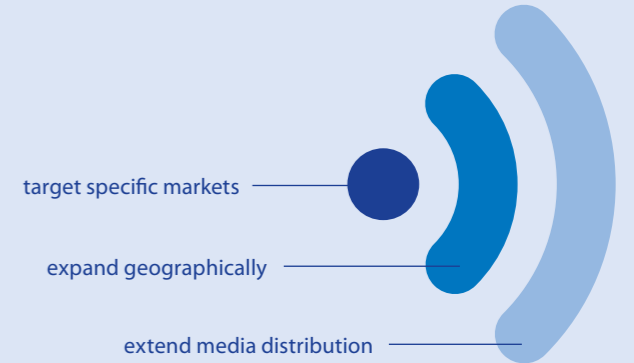 target specific markets
expand geographically
extend media distribution